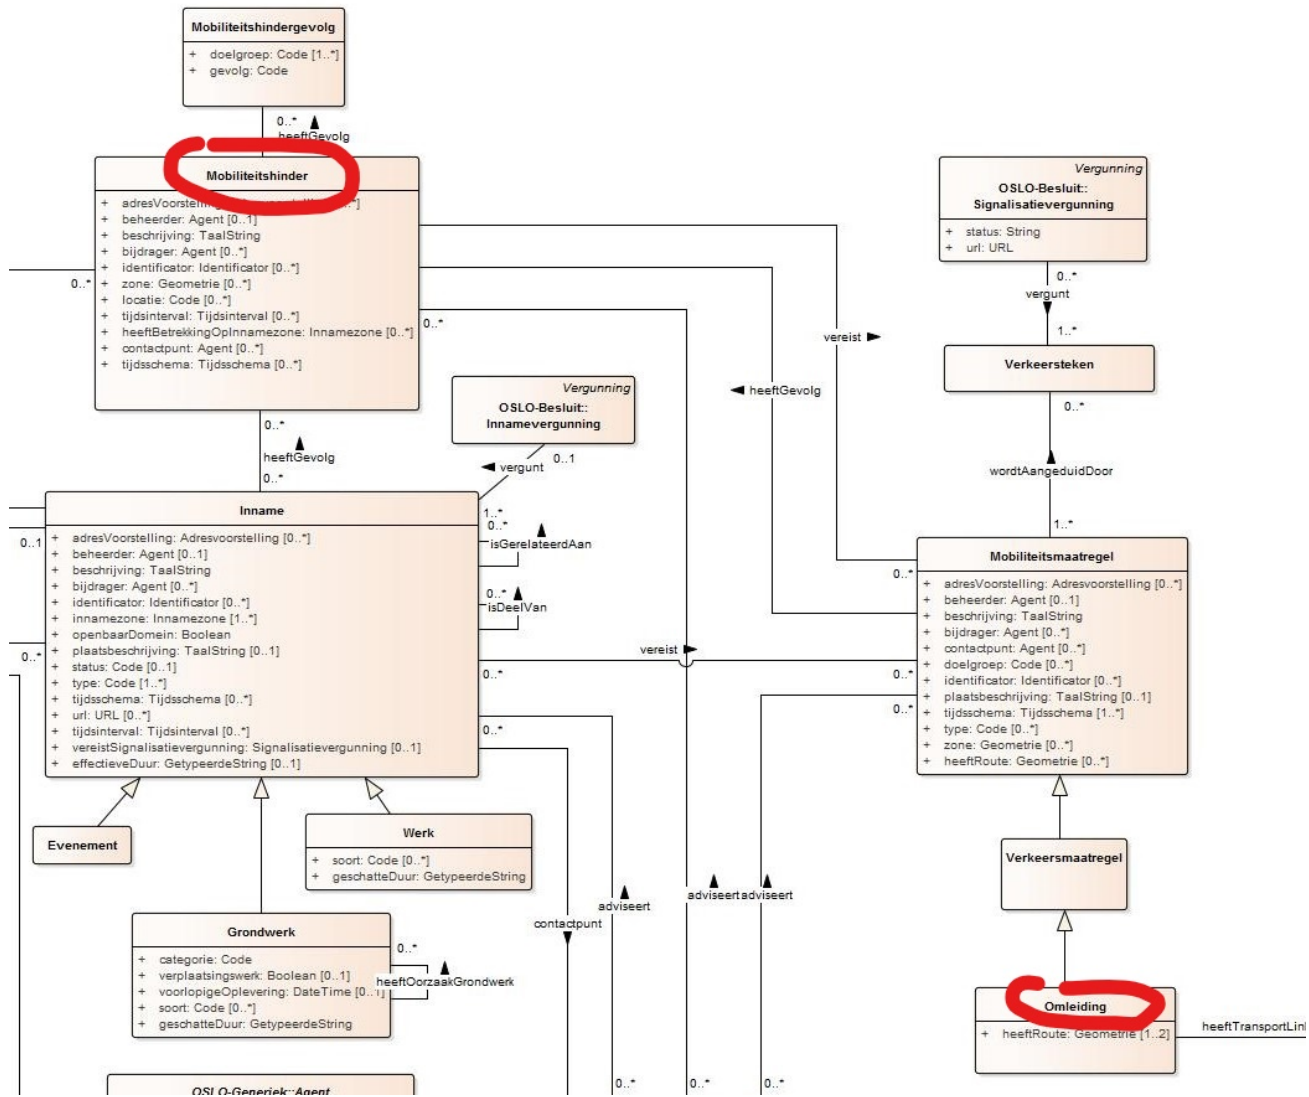 Mobiliteitshindergevolg
+ doelgroep: Code [1..*]
+ gevolg: Code
0..*
heeftGevolg
Mobiliteitshinder
+ adresVoorstelling
+ beheerder: Agent [0..1]
+ beschrijving: TaalString
+ bijdrager: Agent [0..*]
+ identificator: Identificator [0..*]
+ zone: Geometrie [0..*]
+ locatie: Code [0..*]
+ tijdsinterval: Tijdsinterval [0..*]
+ heeftBetrekkingOpInnamezone: Innamezone [0..*]
+ contactpunt: Agent [0..*]
+ tijdsschema: Tijdsschema [0..*]
0..*
0..*
vereist
heeftGevolg
Vergunning
OSLO-Besluit::
Signalisatievergunning
+ status: String
+ url: URL
0..*
vergunt
1..*
Verkeersteken
0..*
wordtAangeduidDoor
1..*
Vergunning
OSLO-Besluit::
Innamevergunning
0..1
vergunt
1..*
0..*
heeftGevolg
0..*
Inname
+ adresVoorstelling: Adresvoorstelling [0..*]
+ beheerder: Agent [0..1]
+ beschrijving: TaalString
+ bijdrager: Agent [0..*]
+ identificator: Identificator [0..*]
+ innamezone: Innamezone [1..*]
+ openbaarDomein: Boolean
+ plaatsbeschrijving: TaalString [0..1]
+ status: Code [0..1]
+ type: Code [1..*]
+ tijdsschema: Tijdsschema [0..*]
+ url: URL [0..*]
+ tijdsinterval: Tijdsinterval [0..*]
+ vereistSignalisatievergunning: Signalisatievergunning [0..1]
+ effectieveDuur: GetypeerdeString [0..1]
0..1
0..*
0..*
isGerelateerdAan
0..*
isDeelVan
vereist
0..*
0..*
0..*
0..*
0..*
Mobiliteitsmaatregel
+ adresVoorstelling: Adresvoorstelling [0..*]
+ beheerder: Agent [0..1]
+ beschrijving: TaalString
+ bijdrager: Agent [0..*]
+ contactpunt: Agent [0..*]
+ doelgroep: Code [0..*]
+ identificator: Identificator [0..*]
+ plaatsbeschrijving: TaalString [0..1]
+ tijdsschema: Tijdsschema [1..*]
+ type: Code [0..*]
+ zone: Geometrie [0..*]
+ heeftRoute: Geometrie [0..*]
Evenement
Werk
+ soort: Code [0..*]
+ geschatteDuur: GetypeerdeString
Verkeersmaatregel
adviseert
adviseert
adviseert
contactpunt
Grondwerk
+ categorie: Code
+ verplaatsingswerk: Boolean [0..1]
+ voorlopigeOplevering: DateTime [0..1]
+ soort: Code [0..*]
+ geschatteDuur: GetypeerdeString
0..*
heeftOorzaakGrondwerk
Omleiding
+ heeftRoute: Geometrie [1..2]
heeftTransportLin
OSLO-Generiek::Agent
0..*
0..*
0..*